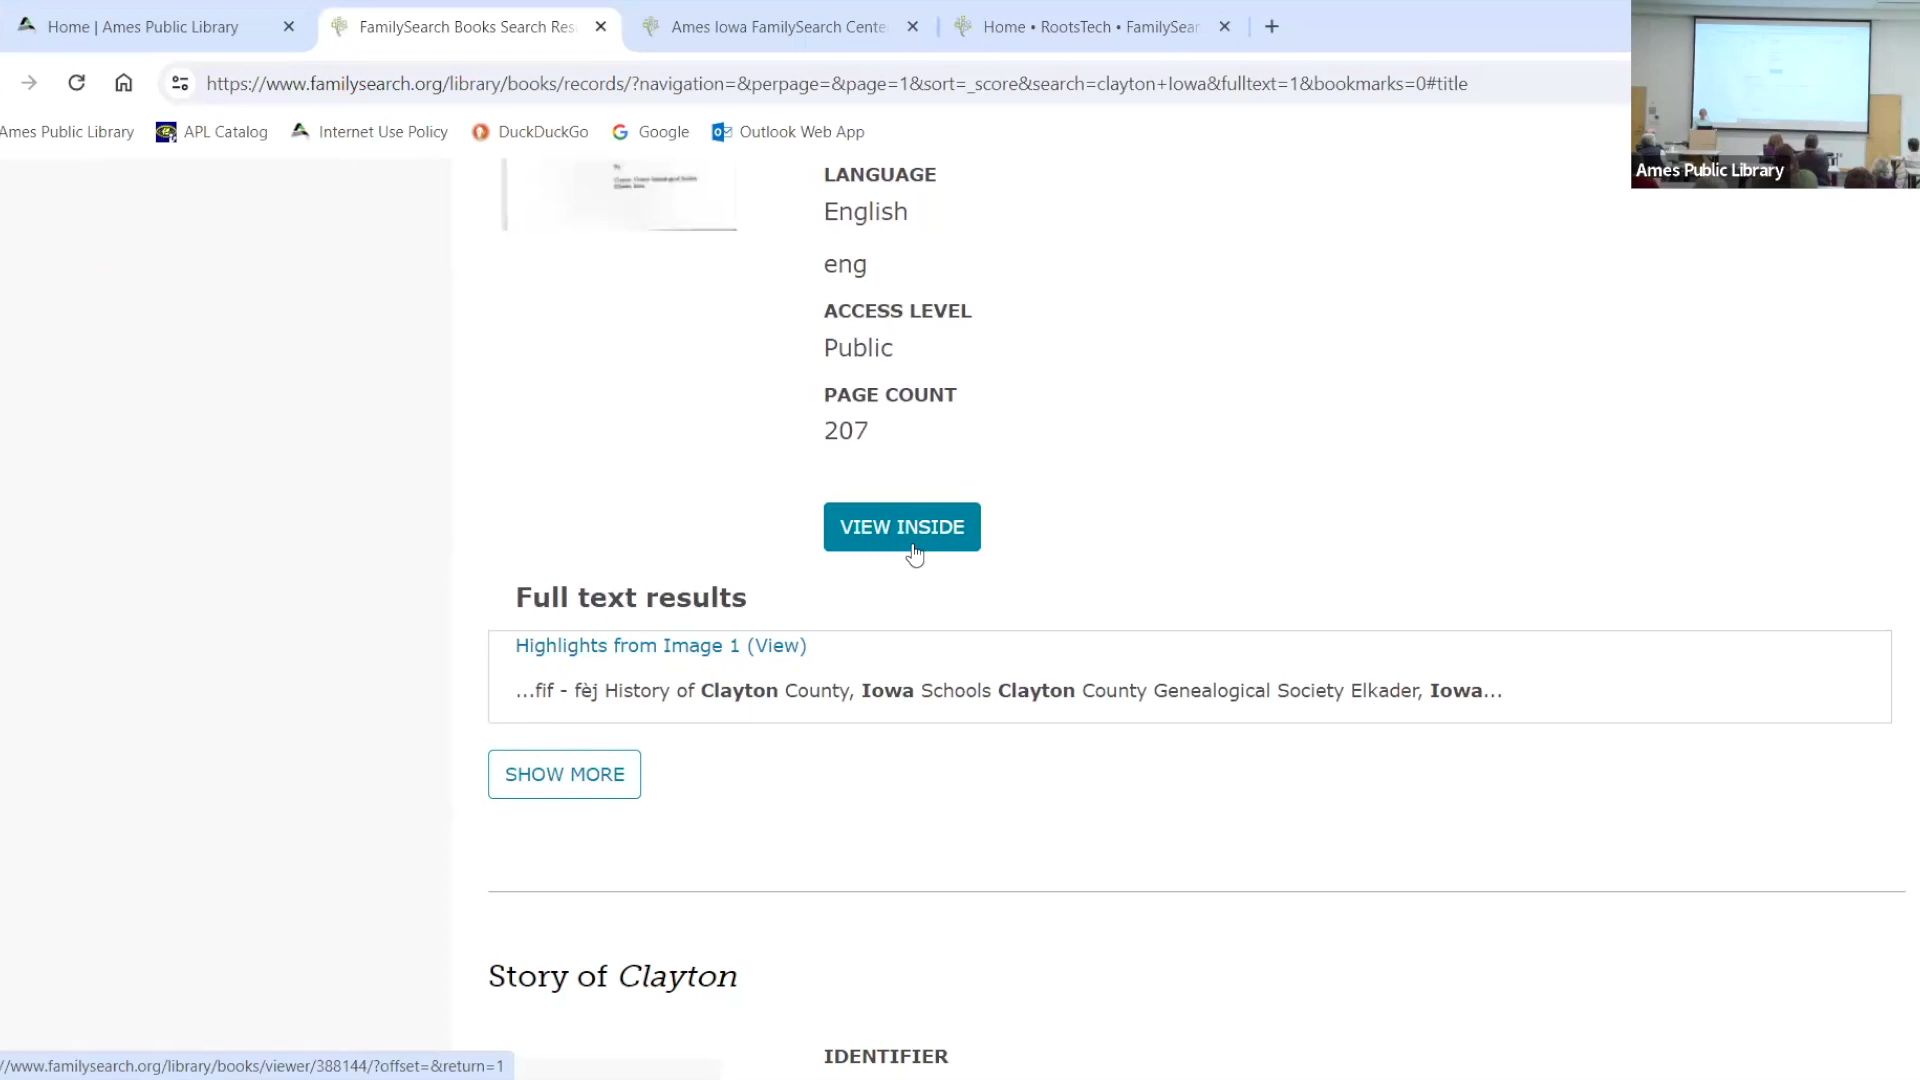 Home | Ames Public Library
FamilySearch Books Search Res
Ames Iowa FamilySearch Cente
Home • RootsTech • FamilySear
https://www.familysearch.org/library/books/records/?navigation=&perpage=&page=1&sort=_score&search=clayton+Iowa&fulltext=1&bookmarks=0#title
Ames Public Library
APL Catalog
Internet Use Policy
DuckDuckGo
Google
Outlook Web App
Ames Public Library
LANGUAGE
English
eng
ACCESS LEVEL
Public
PAGE COUNT
207
VIEW INSIDE
Full text results
Highlights from Image 1 (View)
...fif - fèj History of Clayton County, Iowa Schools Clayton County Genealogical Society Elkader, Iowa...
SHOW MORE
Story of Clayton
IDENTIFIER
//www.familysearch.org/library/books/viewer/388144/?offset=&return=1